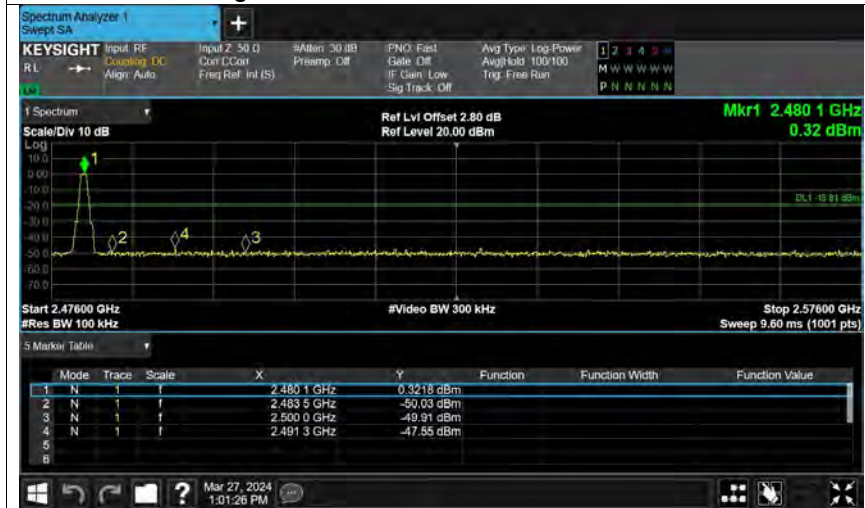 Spectrum Analyzer 1
Swept SA
+
KEYSIGHT Input: RF Input Z: 50 Ω #Atten: 30 dB PNO: Fast Avg Type: Log-Power 1 2 3 4 5 6
RL Coupling: DC Corr CCorr Preamp: Off Gate: Off Avg|Hold: 100/100 M W W W W W
Align: Auto Freq Ref: Int (S) IF Gain: Low Trig: Free Run
Sig Track: Off P N N N N N
1 Spectrum Ref Lvl Offset 2.80 dB Mkr1 2.480 1 GHz
Scale/Div 10 dB Ref Level 20.00 dBm 0.32 dBm
Log
10.0 1
0.00
-10.0
-20.0 DL1 -19.81 dBm
-30.0
-40.0 2 4 3
-50.0
-60.0
-70.0
Start 2.47600 GHz #Video BW 300 kHz Stop 2.57600 GHz
#Res BW 100 kHz Sweep 9.60 ms (1001 pts)
5 Marker Table
Mode Trace Scale X Y Function Function Width Function Value
1 N 1 f 2.480 1 GHz 0.3218 dBm
2 N 1 f 2.483 5 GHz -50.03 dBm
3 N 1 f 2.500 0 GHz -49.91 dBm
4 N 1 f 2.491 3 GHz -47.55 dBm
5
6
? Mar 27, 2024
1:01:26 PM